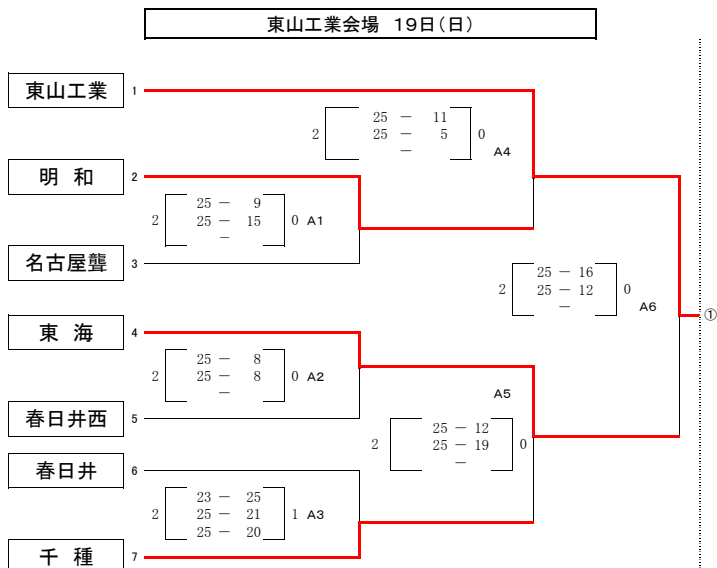 東山工業会場 19日(日)
東山工業 1
2 25 － 11 0
25 － 5
－
A4
明 和 2
2 25 － 9 0 A1
25 － 15
－
名古屋聾 3
2 25 － 16 0
25 － 12
－
A6
①
東 海 4
2 25 － 8 0 A2
25 － 8
－
A5
春日井西 5
2 25 － 12 0
25 － 19
－
春日井 6
2 23 － 25 1 A3
25 － 21
25 － 20
千 種 7